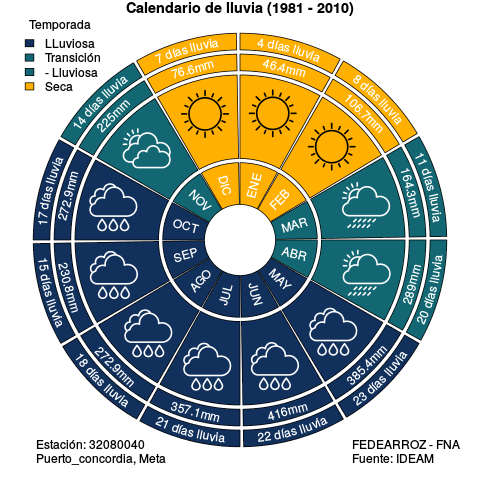 Calendario de lluvia (1981 - 2010)
Temporada
LLuviosa
Transición
- Lluviosa
Seca
4 días lluvia
46.4mm
ENE
8 días lluvia
106.7mm
FEB
11 días lluvia
164.3mm
MAR
20 días lluvia
289mm
ABR
23 días lluvia
385.4mm
MAY
22 días lluvia
416mm
JUN
21 días lluvia
357.1mm
JUL
18 días lluvia
272.9mm
AGO
15 días lluvia
230.8mm
SEP
17 días lluvia
272.9mm
OCT
14 días lluvia
225mm
NOV
7 días lluvia
76.6mm
DIC
Estación: 32080040
Puerto_concordia, Meta
FEDEARROZ - FNA
Fuente: IDEAM